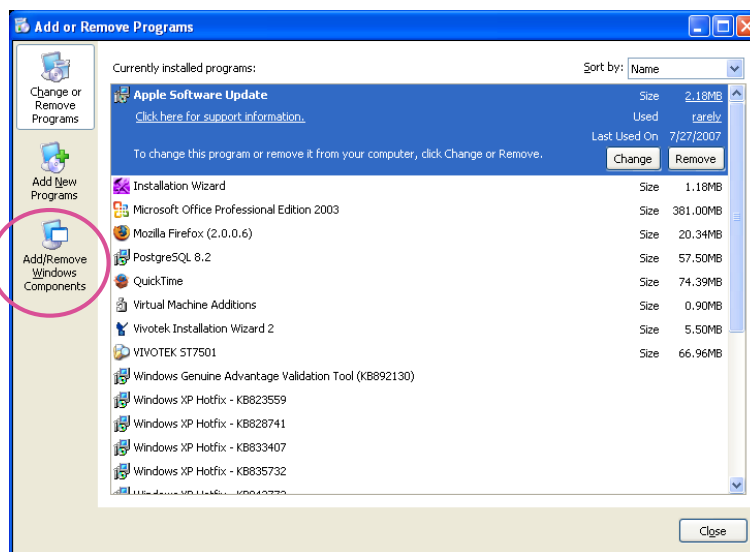 Add or Remove Programs
Change or
Remove
Programs
Add New
Programs
Add/Remove
Windows
Components
Currently installed programs:
Sort by: Name
Apple Software Update Size 2.18MB
Click here for support information. Used rarely
Last Used On 7/27/2007
To change this program or remove it from your computer, click Change or Remove. Change Remove
Installation Wizard Size 1.18MB
Microsoft Office Professional Edition 2003 Size 381.00MB
Mozilla Firefox (2.0.0.6) Size 20.34MB
PostgreSQL 8.2 Size 57.50MB
QuickTime Size 74.39MB
Virtual Machine Additions Size 0.90MB
Vivotek Installation Wizard 2 Size 5.50MB
VIVOTEK ST7501 Size 66.96MB
Windows Genuine Advantage Validation Tool (KB892130)
Windows XP Hotfix - KB823559
Windows XP Hotfix - KB828741
Windows XP Hotfix - KB833407
Windows XP Hotfix - KB835732
Windows XP Hotfix
Close